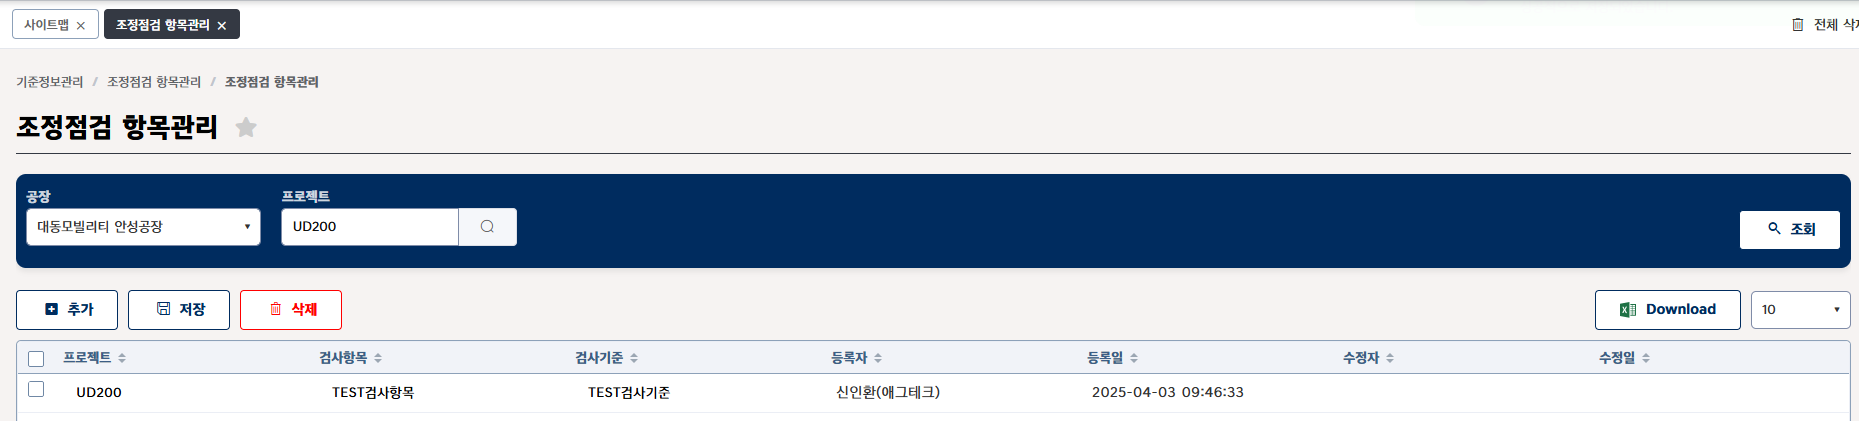 사이트맵 ×
조정점검 항목관리 ×
전체 삭
기준정보관리 / 조정점검 항목관리 / 조정점검 항목관리
조정점검 항목관리
공장
프로젝트
대동모빌리티 안성공장
UD200
조회
추가
저장
삭제
Download
10
프로젝트 검사항목 검사기준 등록자 등록일 수정자 수정일
UD200 TEST검사항목 TEST검사기준 신인환(애그테크) 2025-04-03 09:46:33